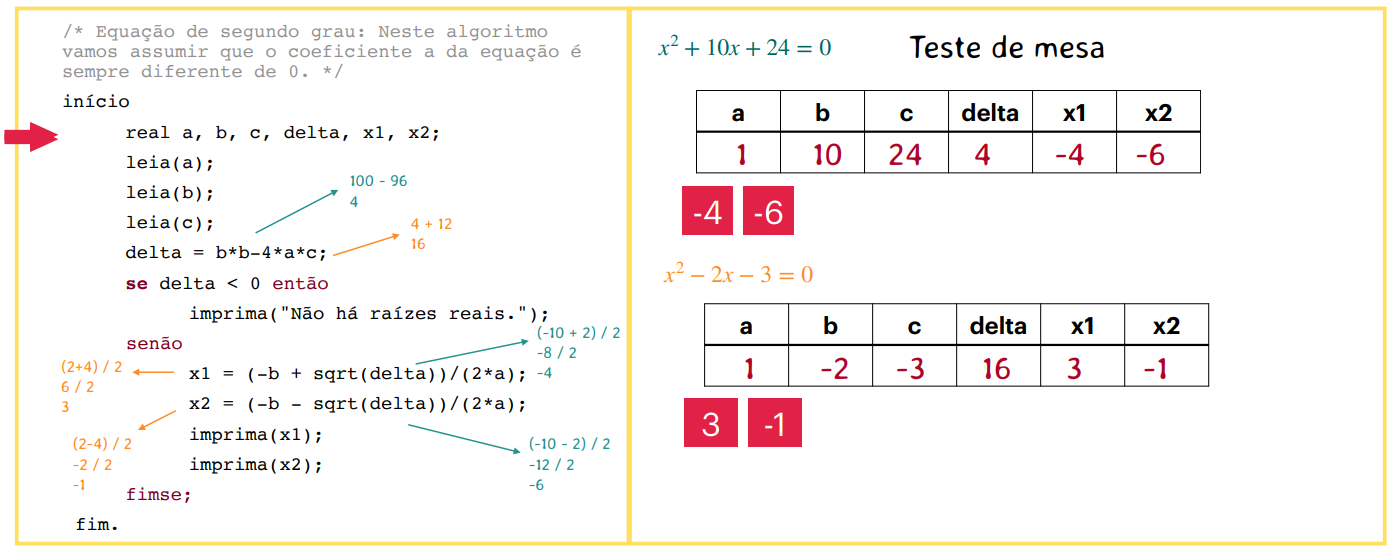 /* Equação de segundo grau: Neste algoritmo
vamos assumir que o coeficiente a da equação é
sempre diferente de 0. */
início
real a, b, c, delta, x1, x2;
leia(a);
leia(b);
leia(c);
delta = b*b-4*a*c;
100 - 96
4
4 + 12
16
se delta < 0 então
imprima("Não há raízes reais.");
senão
x1 = (-b + sqrt(delta))/(2*a);
x2 = (-b - sqrt(delta))/(2*a);
imprima(x1);
imprima(x2);
fimse;
fim.
(-10 + 2) / 2
-8 / 2
-4
(2+4) / 2
6 / 2
3
(2-4) / 2
-2 / 2
-1
(-10 - 2) / 2
-12 / 2
-6
x² + 10x + 24 = 0
Teste de mesa
a b c delta x1 x2
1 10 24 4 -4 -6
-4 -6
x² − 2x − 3 = 0
a b c delta x1 x2
1 -2 -3 16 3 -1
3 -1